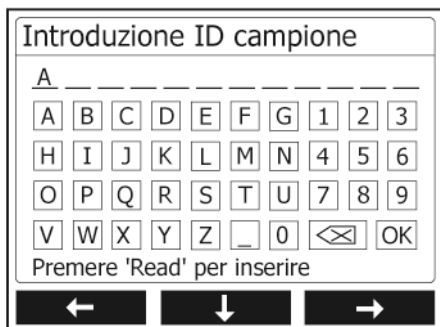 Introduzione ID campione
A _ _ _ _ _ _ _ _ _
A B C D E F G 1 2 3
H I J K L M N 4 5 6
O P Q R S T U 7 8 9
V W X Y Z _ 0 ⌫ OK
Premere 'Read' per inserire
← ↓ →